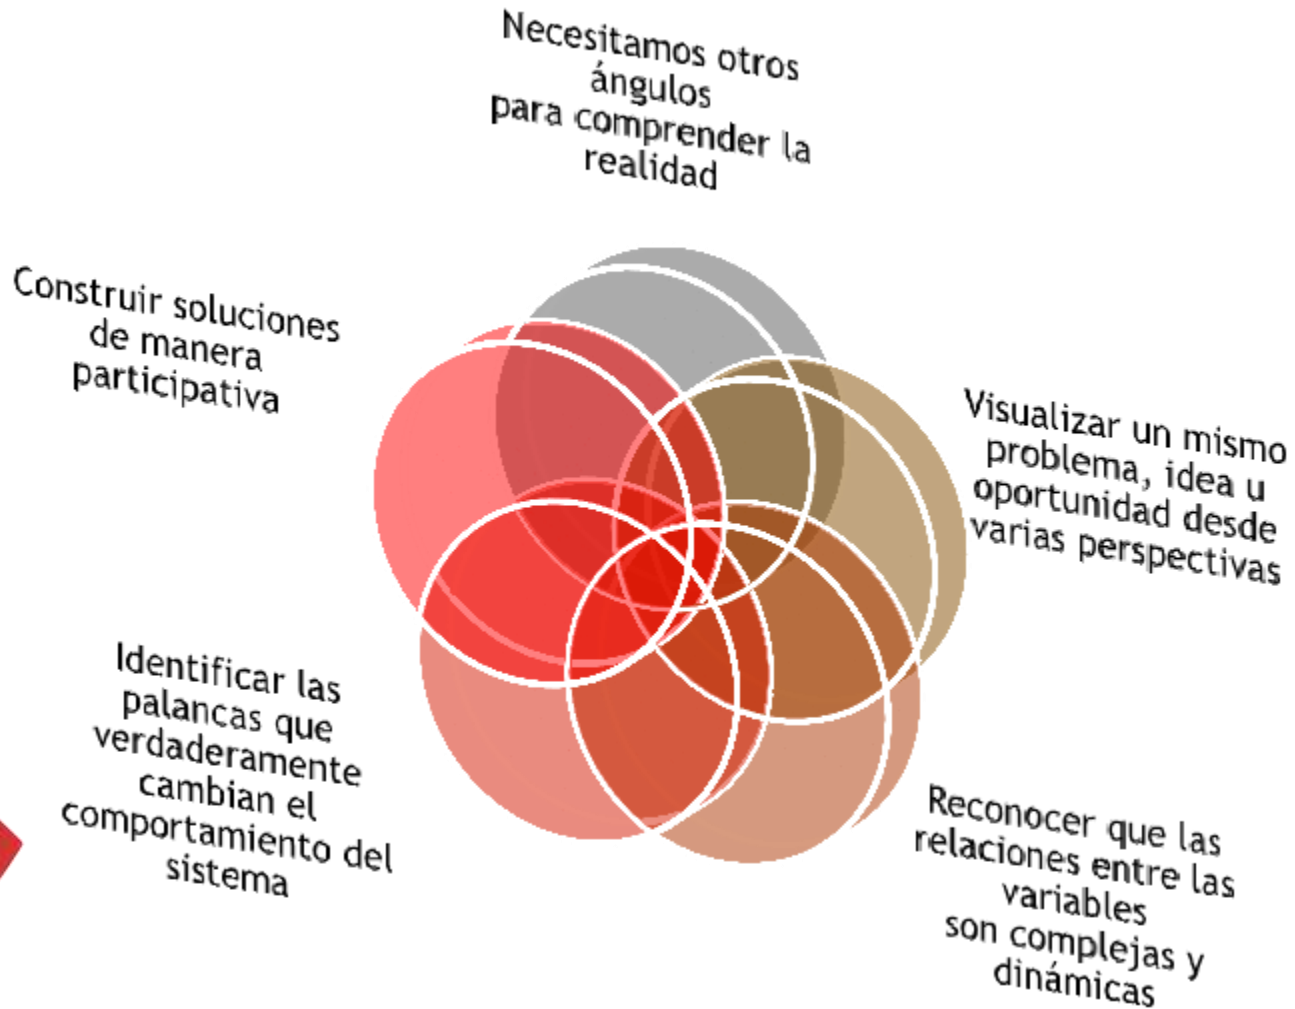 Necesitamos otros
ángulos
para comprender la
realidad
Visualizar un mismo
problema, idea u
oportunidad desde
varias perspectivas
Reconocer que las
relaciones entre las
variables
son complejas y
dinámicas
Identificar las
palancas que
verdaderamente
cambian el
comportamiento del
sistema
Construir soluciones
de manera
participativa